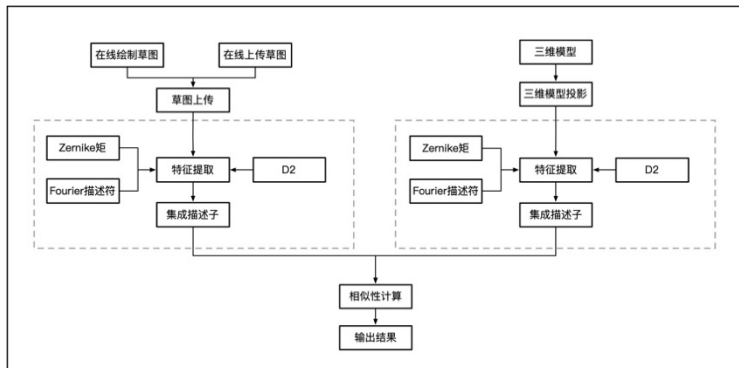 在线绘制草图
在线上传草图
草图上传
Zernike矩
Fourier描述符
特征提取
D2
集成描述子
三维模型
三维模型投影
Zernike矩
Fourier描述符
特征提取
D2
集成描述子
相似性计算
输出结果